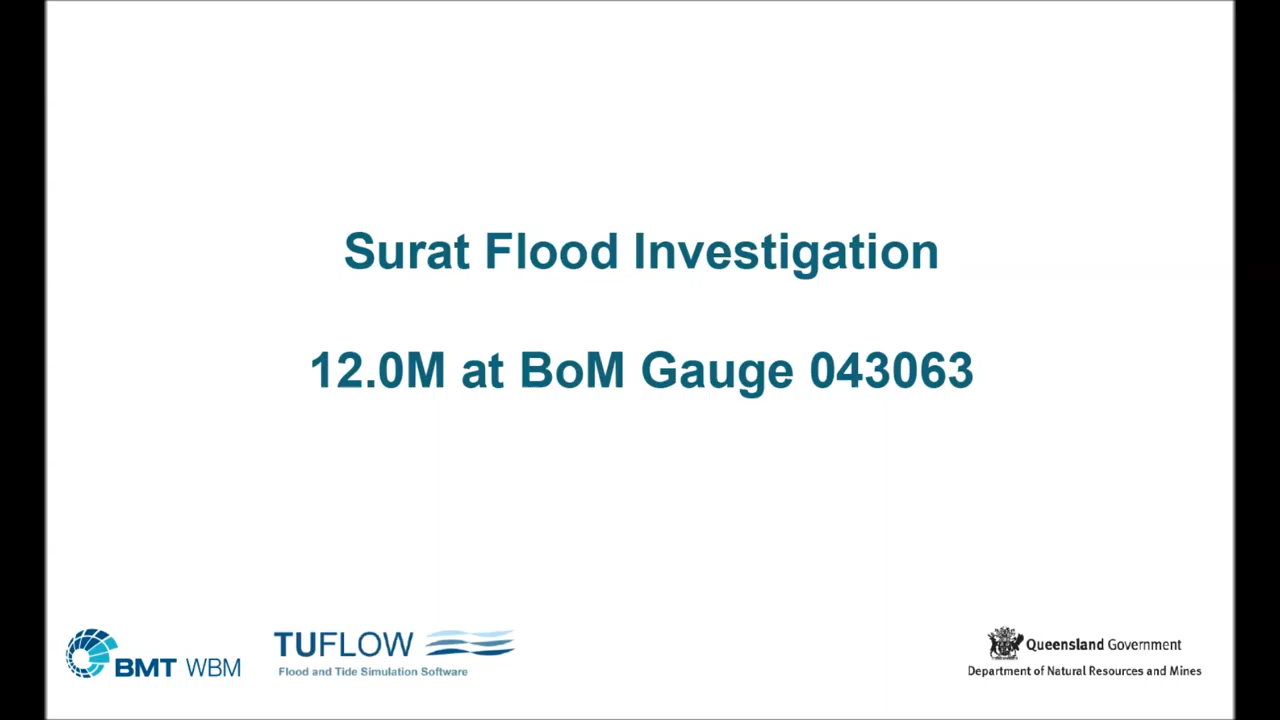 Surat Flood Investigation
12.0M at BoM Gauge 043063
BMT WBM
TUFLOW
Flood and Tide Simulation Software
Queensland Government
Department of Natural Resources and Mines